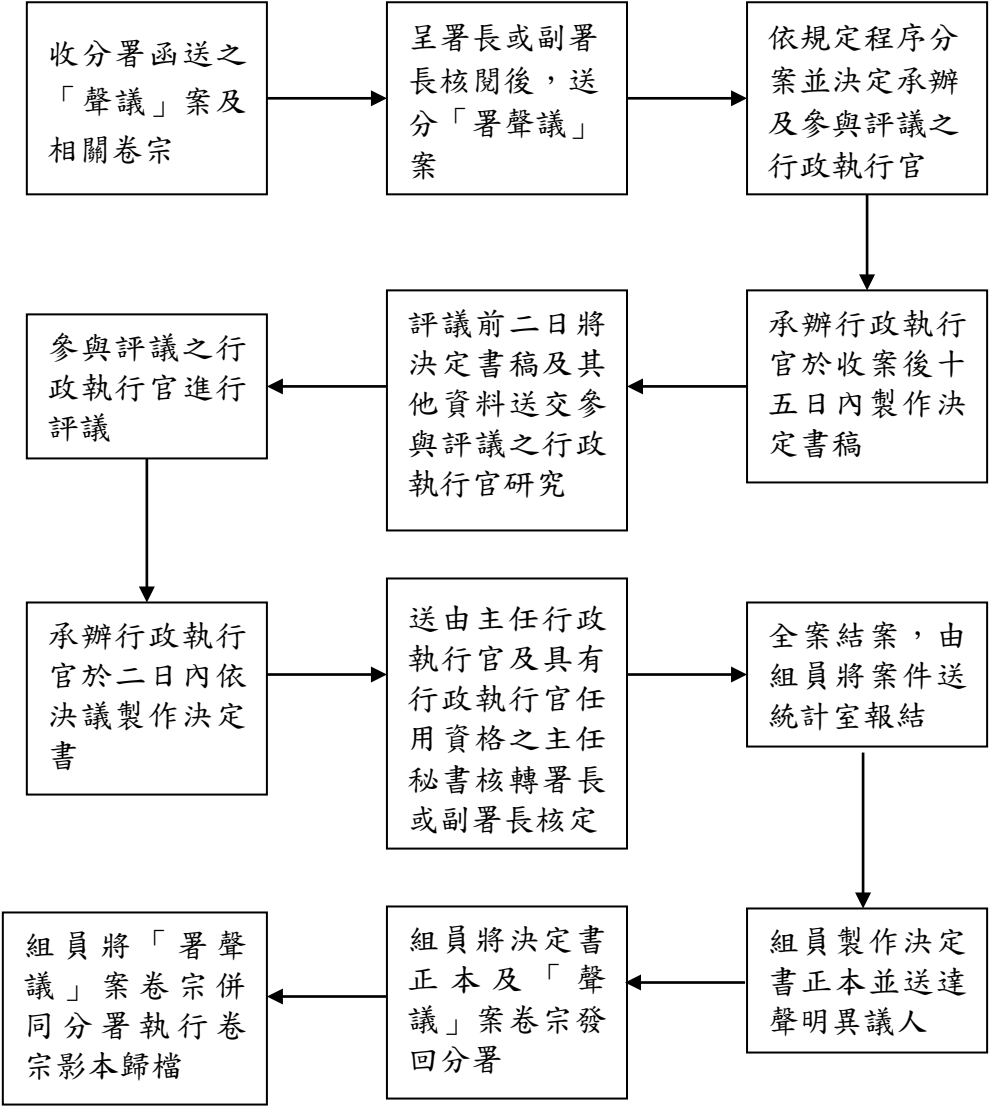 收分署函送之
「聲議」案及
相關卷宗
呈署長或副署
長核閱後，送
分「署聲議」
案
依規定程序分
案並決定承辦
及參與評議之
行政執行官
承辦行政執行
官於收案後十
五日內製作決
定書稿
評議前二日將
決定書稿及其
他資料送交參
與評議之行政
執行官研究
參與評議之行
政執行官進行
評議
承辦行政執行
官於二日內依
決議製作決定
書
送由主任行政
執行官及具有
行政執行官任
用資格之主任
秘書核轉署長
或副署長核定
全案結案，由
組員將案件送
統計室報結
組員製作決定
書正本並送達
聲明異議人
組員將決定書
正本及「聲
議」案卷宗發
回分署
組員將「署聲
議」案卷宗併
同分署執行卷
宗影本歸檔